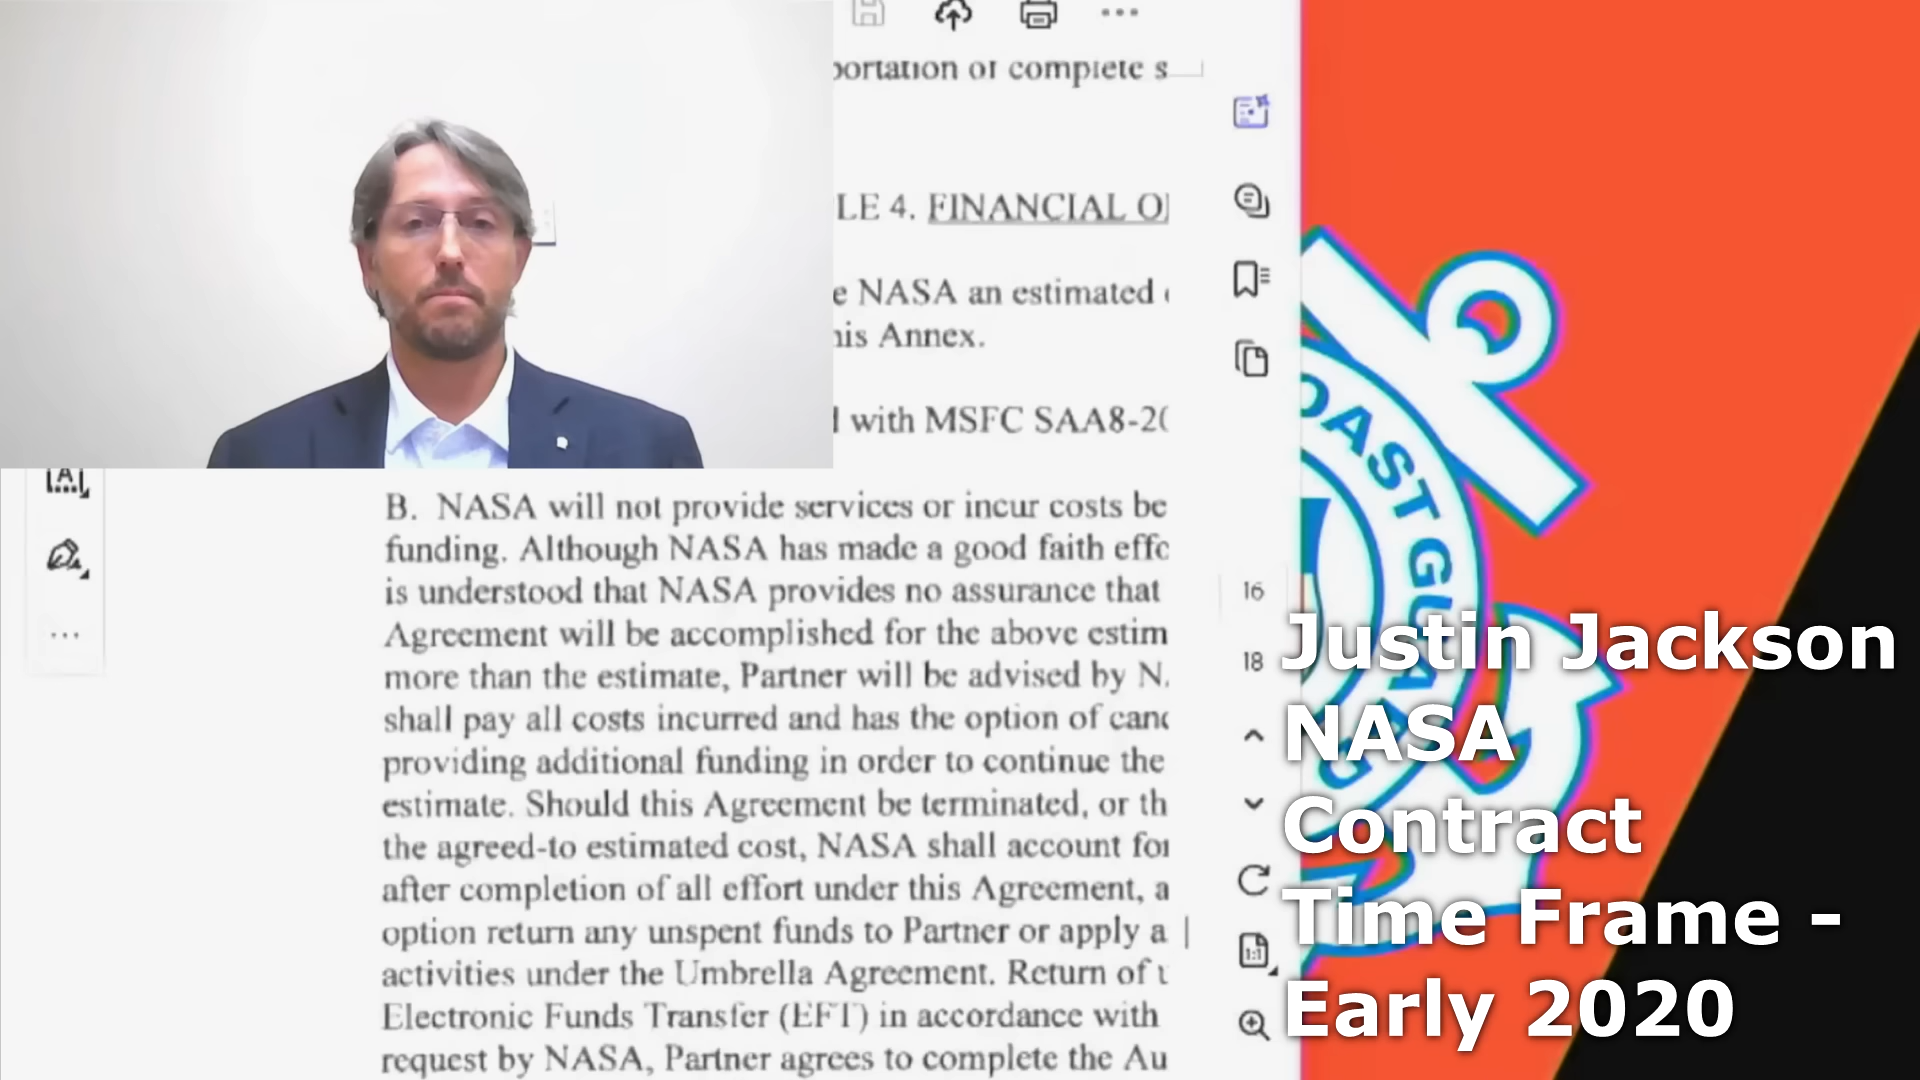 portation of complete s
LE 4. FINANCIAL O
e NASA an estimated
his Annex.
d with MSFC SAA8-20
B. NASA will not provide services or incur costs be
funding. Although NASA has made a good faith effo
is understood that NASA provides no assurance that
Agreement will be accomplished for the above estim
more than the estimate, Partner will be advised by N
shall pay all costs incurred and has the option of canc
providing additional funding in order to continue the
estimate. Should this Agreement be terminated, or th
the agreed-to estimated cost, NASA shall account for
after completion of all effort under this Agreement, a
option return any unspent funds to Partner or apply a
activities under the Umbrella Agreement. Return of u
Electronic Funds Transfer (EFT) in accordance with
request by NASA, Partner agrees to complete the Au
16
18
1:1
OAST GUA
Justin Jackson
NASA
Contract
Time Frame -
Early 2020